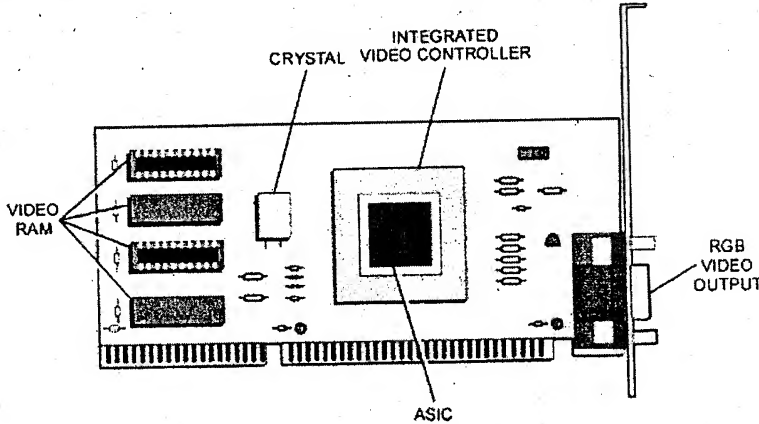 INTEGRATED
VIDEO CONTROLLER
CRYSTAL
VIDEO
RAM
RGB
VIDEO
OUTPUT
ASIC